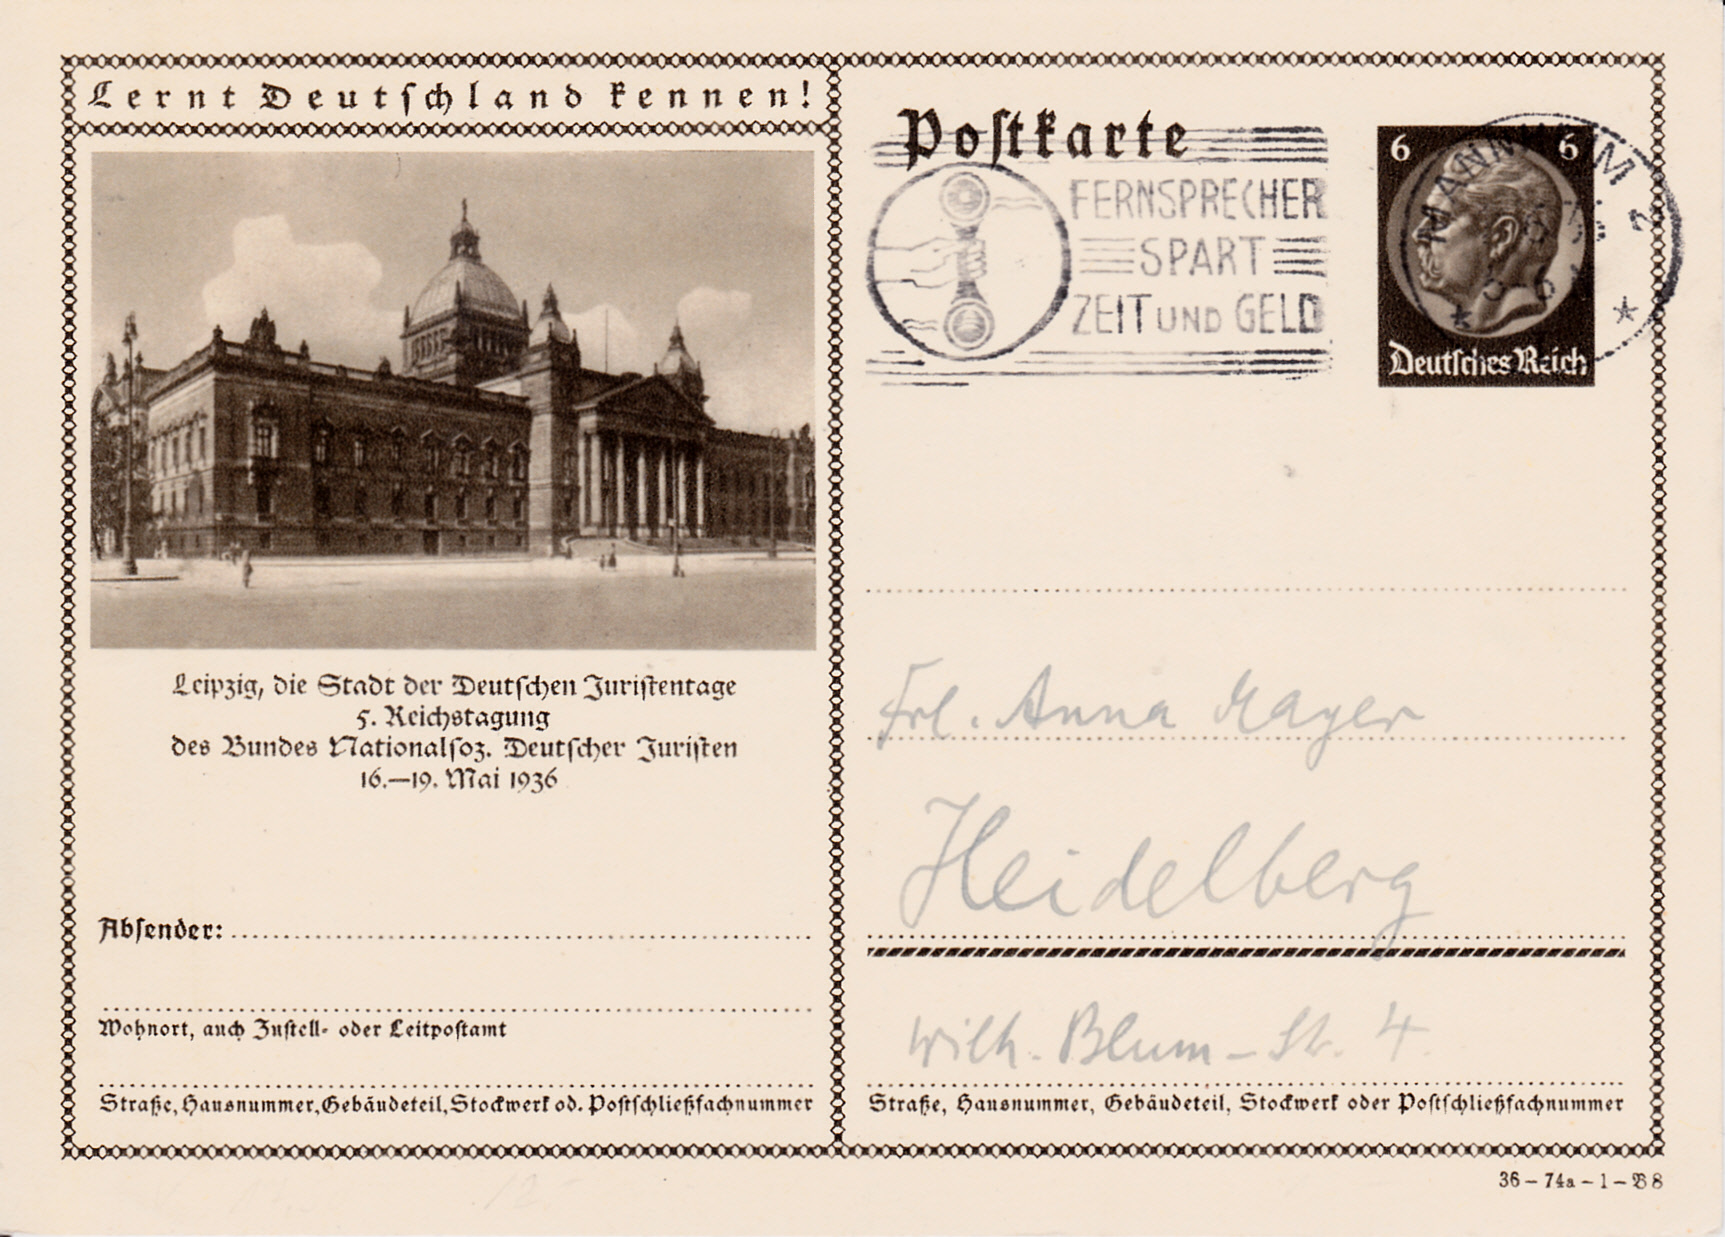 Lernt Deutschland kennen!
Leipzig, die Stadt der Deutschen Juristentage
5. Reichstagung
des Bundes Nationalsoz. Deutscher Juristen
16.—19. Mai 1936
Absender:
Wohnort, auch Zustell- oder Leitpostamt
Straße, Hausnummer, Gebäudeteil, Stockwerk od. Postschließfachnummer
Postkarte
FERNSPRECHER
SPART
ZEIT UND GELD
6 6
Deutsches Reich
MANNHEIM 2
Frl. Anna Mayer
Heidelberg
Wilh. Blum-Str. 4.
Straße, Hausnummer, Gebäudeteil, Stockwerk oder Postschließfachnummer
36 – 74a – 1 – B 8